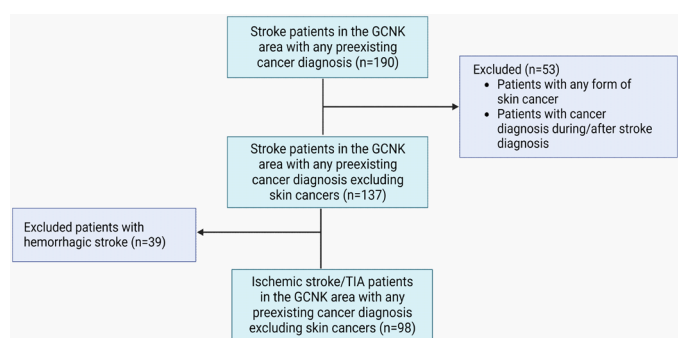 Stroke patients in the GCNK
area with any preexisting
cancer diagnosis (n=190)
Excluded (n=53)
• Patients with any form of
skin cancer
• Patients with cancer
diagnosis during/after stroke
diagnosis
Stroke patients in the GCNK
area with any preexisting
cancer diagnosis excluding
skin cancers (n=137)
Excluded patients with
hemorrhagic stroke (n=39)
Ischemic stroke/TIA patients
in the GCNK area with any
preexisting cancer diagnosis
excluding skin cancers (n=98)